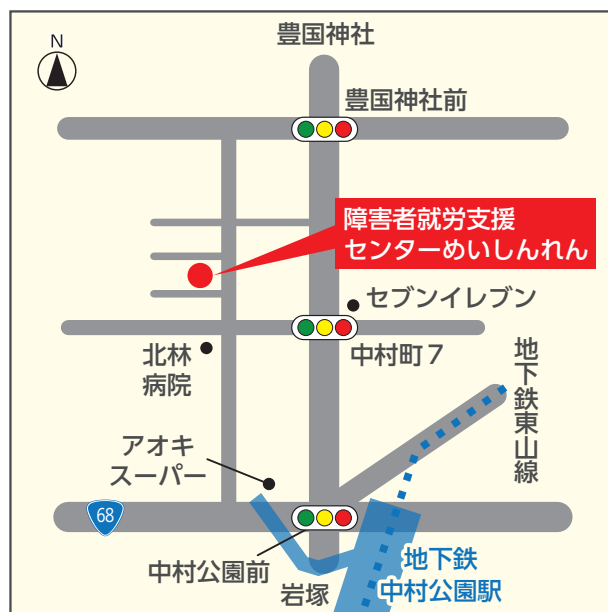 豊国神社
N
豊国神社前
障害者就労支援
センターめいしんれん
セブンイレブン
中村町7
北林
病院
地下鉄東山線
アオキ
スーパー
68
中村公園前
岩塚
地下鉄
中村公園駅